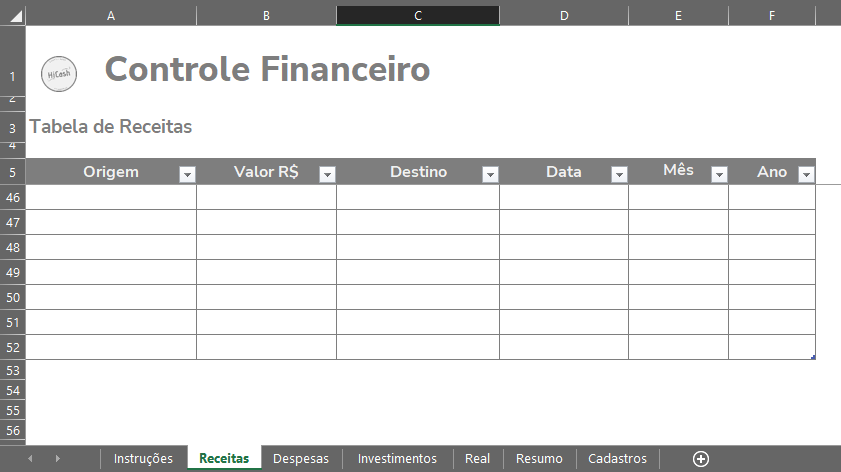 A B C D E F
1 HiCash Controle Financeiro
2
3 Tabela de Receitas
4
5 Origem Valor R$ Destino Data Mês Ano
46
47
48
49
50
51
52
53
54
55
56
Instruções Receitas Despesas Investimentos Real Resumo Cadastros